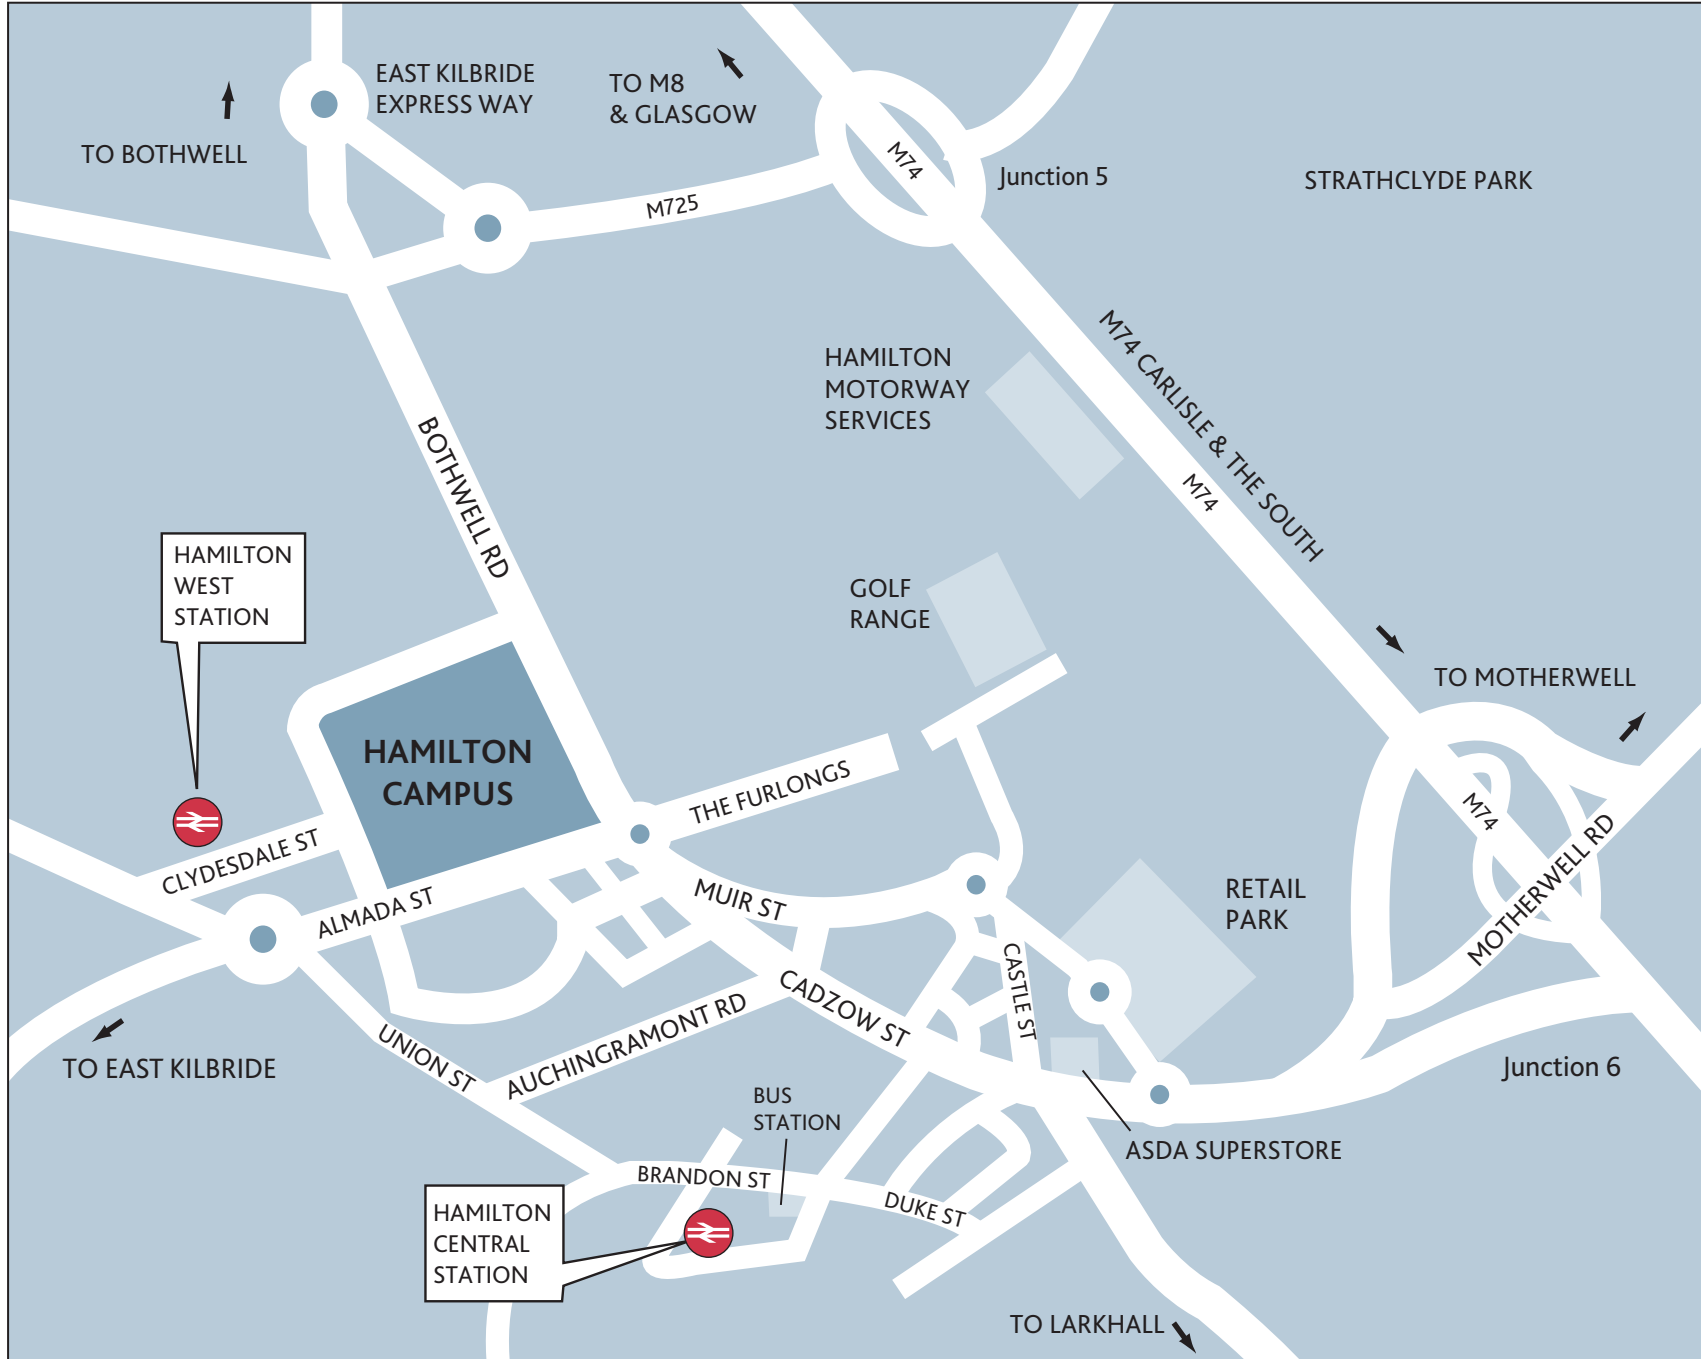 EAST KILBRIDE
EXPRESS WAY
TO M8
& GLASGOW
TO BOTHWELL
M74
Junction 5
STRATHCLYDE PARK
M725
HAMILTON
MOTORWAY
SERVICES
M74 CARLISLE & THE SOUTH
M74
BOTHWELL RD
HAMILTON
WEST
STATION
GOLF
RANGE
TO MOTHERWELL
HAMILTON
CAMPUS
THE FURLONGS
M74
MOTHERWELL RD
CLYDESDALE ST
ALMADA ST
MUIR ST
RETAIL
PARK
CASTLE ST
CADZOW ST
AUCHINGRAMONT RD
UNION ST
TO EAST KILBRIDE
Junction 6
BUS
STATION
ASDA SUPERSTORE
BRANDON ST
DUKE ST
HAMILTON
CENTRAL
STATION
TO LARKHALL